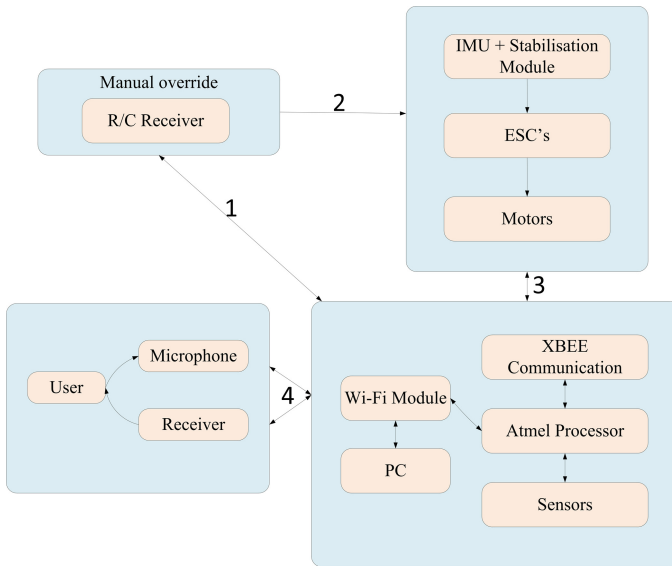 IMU + Stabilisation
Module
Manual override
R/C Receiver
2
ESC's
1
Motors
3
XBEE
Communication
Microphone
User
4
Wi-Fi Module
Receiver
Atmel Processor
PC
Sensors